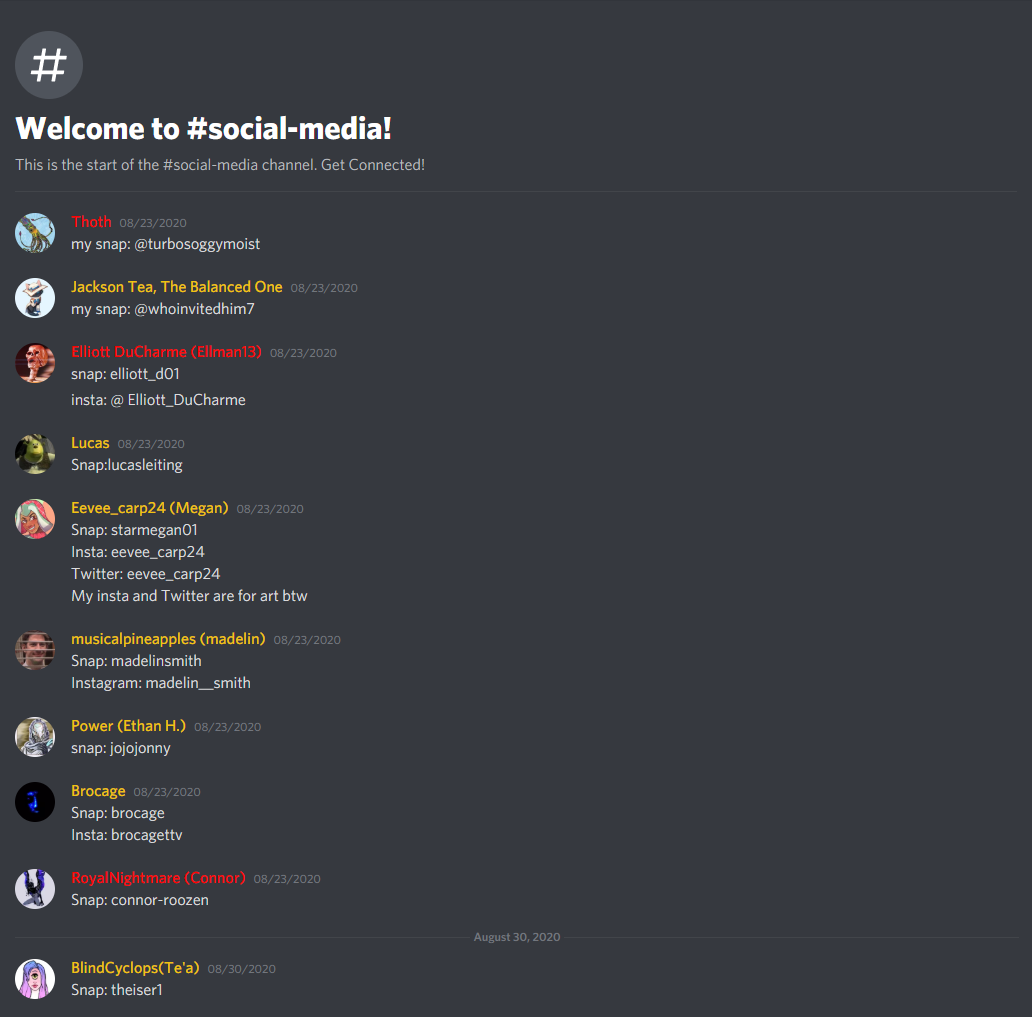 #
Welcome to #social-media!
This is the start of the #social-media channel. Get Connected!
Thoth 08/23/2020
my snap: @turbosoggymoist
Jackson Tea, The Balanced One 08/23/2020
my snap: @whoinvitedhim7
Elliott DuCharme (Ellman13) 08/23/2020
snap: elliott_d01
insta: @ Elliott_DuCharme
Lucas 08/23/2020
Snap:lucasleiting
Eevee_carp24 (Megan) 08/23/2020
Snap: starmegan01
Insta: eevee_carp24
Twitter: eevee_carp24
My insta and Twitter are for art btw
musicalpineapples (madelin) 08/23/2020
Snap: madelinsmith
Instagram: madelin__smith
Power (Ethan H.) 08/23/2020
snap: jojojonny
Brocage 08/23/2020
Snap: brocage
Insta: brocagettv
RoyalNightmare (Connor) 08/23/2020
Snap: connor-roozen
August 30, 2020
BlindCyclops(Te'a) 08/30/2020
Snap: theiser1